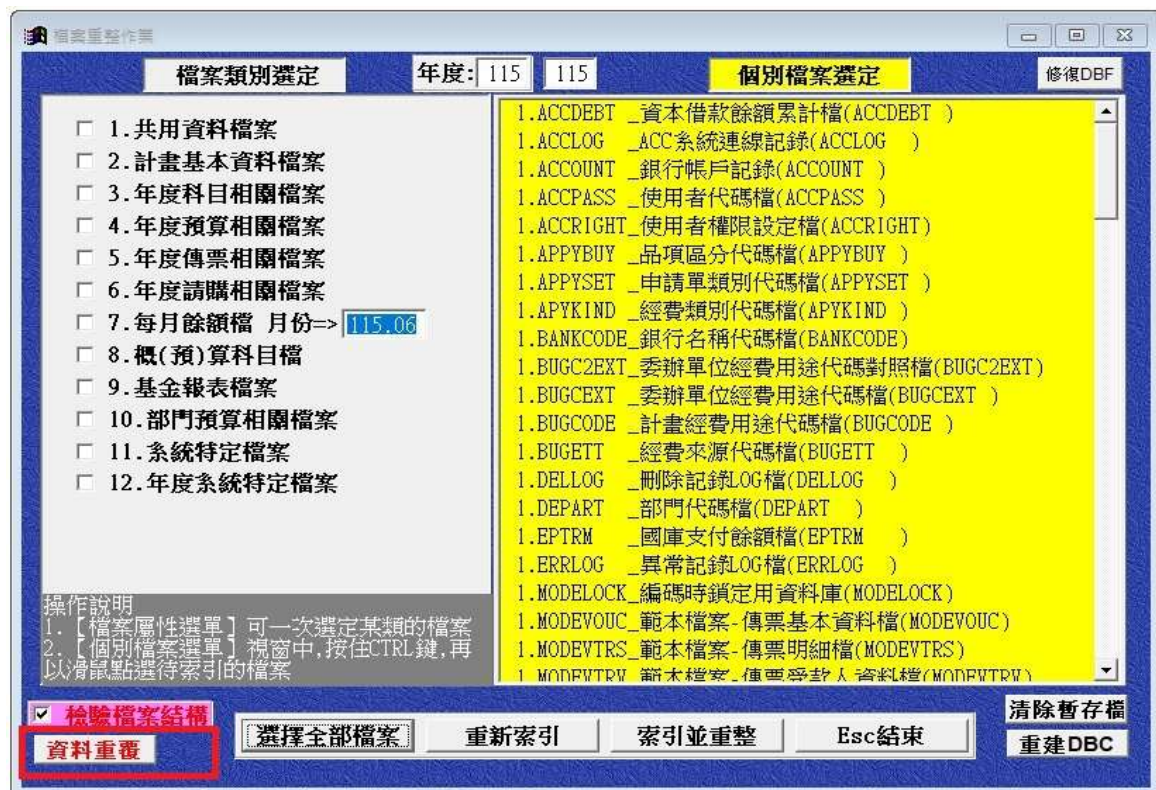 檔案重整作業
檔案類別選定
年度: 115 115
個別檔案選定
修復DBF
1.共用資料檔案
2.計畫基本資料檔案
3.年度科目相關檔案
4.年度預算相關檔案
5.年度傳票相關檔案
6.年度請購相關檔案
7.每月餘額檔 月份=> 115.06
8.概(預)算科目檔
9.基金報表檔案
10.部門預算相關檔案
11.系統特定檔案
12.年度系統特定檔案
操作說明
1.【檔案屬性選單】可一次選定某類的檔案
2.【個別檔案選單】視窗中,按住CTRL鍵,再
以滑鼠點選待索引的檔案
1.ACCDEBT _資本借款餘額累計檔(ACCDEBT )
1.ACCLOG _ACC系統連線記錄(ACCLOG )
1.ACCOUNT _銀行帳戶記錄(ACCOUNT )
1.ACCPASS _使用者代碼檔(ACCPASS )
1.ACCRIGHT_使用者權限設定檔(ACCRIGHT)
1.APPYBUY _品項區分代碼檔(APPYBUY )
1.APPYSET _申請單類別代碼檔(APPYSET )
1.APYKIND _經費類別代碼檔(APYKIND )
1.BANKCODE_銀行名稱代碼檔(BANKCODE)
1.BUGC2EXT_委辦單位經費用途代碼對照檔(BUGC2EXT)
1.BUGCEXT _委辦單位經費用途代碼檔(BUGCEXT )
1.BUGCODE _計畫經費用途代碼檔(BUGCODE )
1.BUGETT _經費來源代碼檔(BUGETT )
1.DELLOG _刪除記錄LOG檔(DELLOG )
1.DEPART _部門代碼檔(DEPART )
1.EPTRM _國庫支付餘額檔(EPTRM )
1.ERRLOG _異常記錄LOG檔(ERRLOG )
1.MODELOCK_編碼時鎖定用資料庫(MODELOCK)
1.MODEVOUC_範本檔案-傳票基本資料檔(MODEVOUC)
1.MODEVTRS_範本檔案-傳票明細檔(MODEVTRS)
1.MODEVTRV_範本檔案-傳票受款人資料檔(MODEVTRV)
檢驗檔案結構
資料重覆
選擇全部檔案
重新索引
索引並重整
Esc結束
清除暫存檔
重建DBC